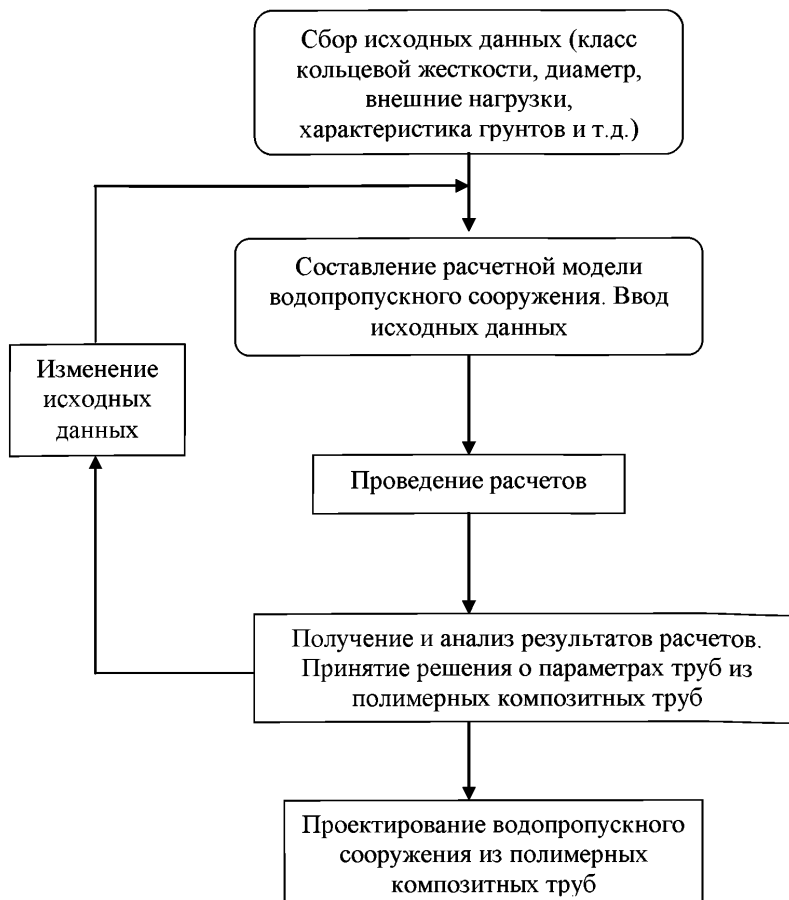 Сбор исходных данных (класс
кольцевой жесткости, диаметр,
внешние нагрузки,
характеристика грунтов и т.д.)
Составление расчетной модели
водопропускного сооружения. Ввод
исходных данных
Изменение
исходных
данных
Проведение расчетов
Получение и анализ результатов расчетов.
Принятие решения о параметрах труб из
полимерных композитных труб
Проектирование водопропускного
сооружения из полимерных
композитных труб